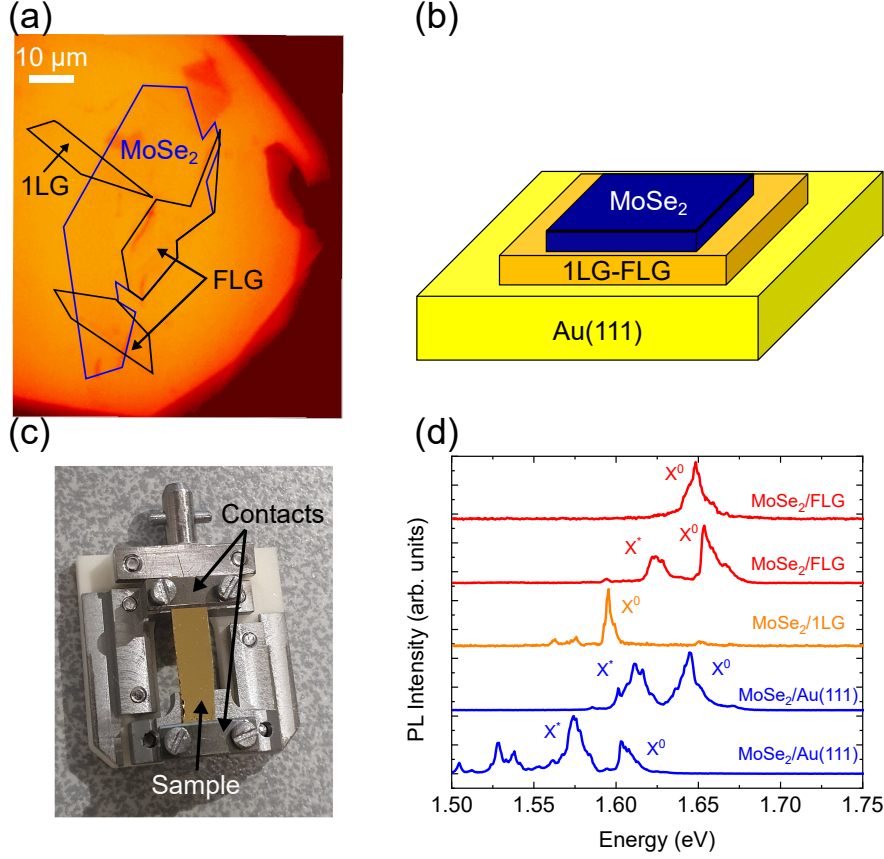 (a)
10 μm
MoSe2
1LG
FLG
(b)
MoSe2
1LG-FLG
Au(111)
(c)
Contacts
Sample
(d)
X0
MoSe2/FLG
X*
X0
MoSe2/FLG
X0
MoSe2/1LG
X*
X0
MoSe2/Au(111)
X*
X0
MoSe2/Au(111)
PL Intensity (arb. units)
1.50 1.55 1.60 1.65 1.70 1.75
Energy (eV)